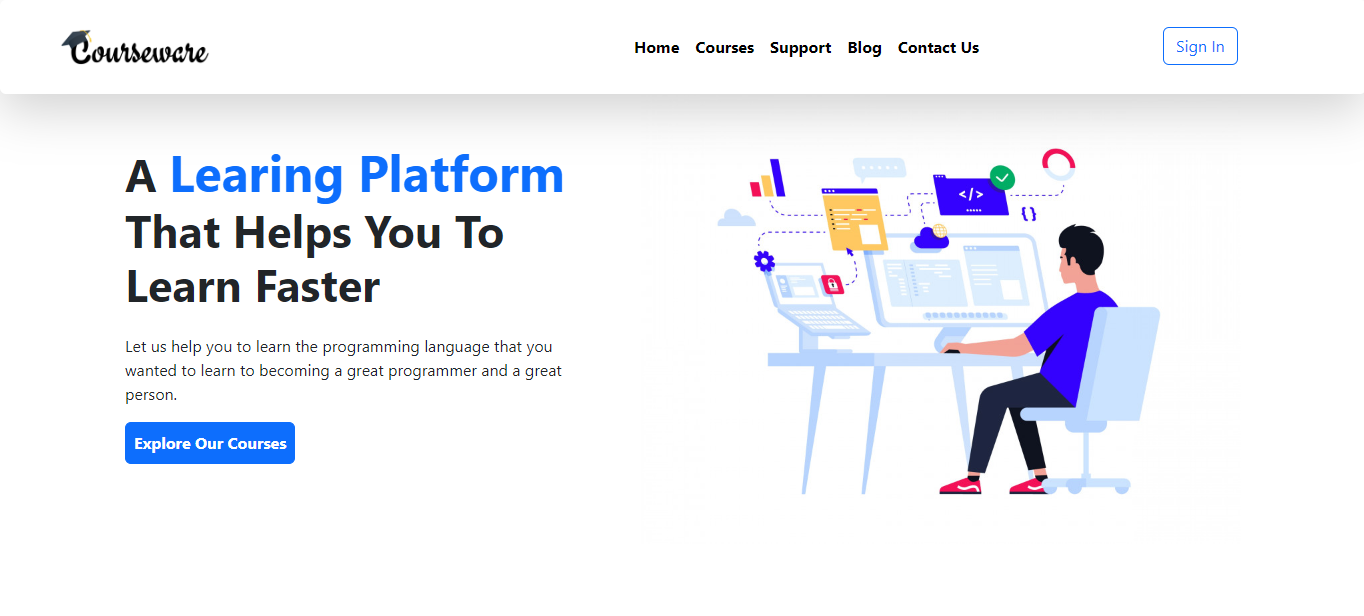 Courseware
Home Courses Support Blog Contact Us
Sign In
A Learing Platform
That Helps You To
Learn Faster
Let us help you to learn the programming language that you
wanted to learn to becoming a great programmer and a great
person.
Explore Our Courses
</>
{}